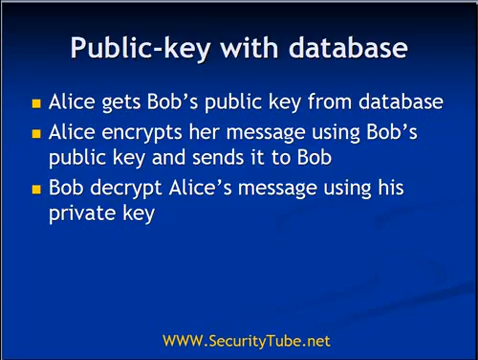 Public-key with database
Alice gets Bob's public key from database
Alice encrypts her message using Bob's
public key and sends it to Bob
Bob decrypt Alice's message using his
private key
WWW.SecurityTube.net